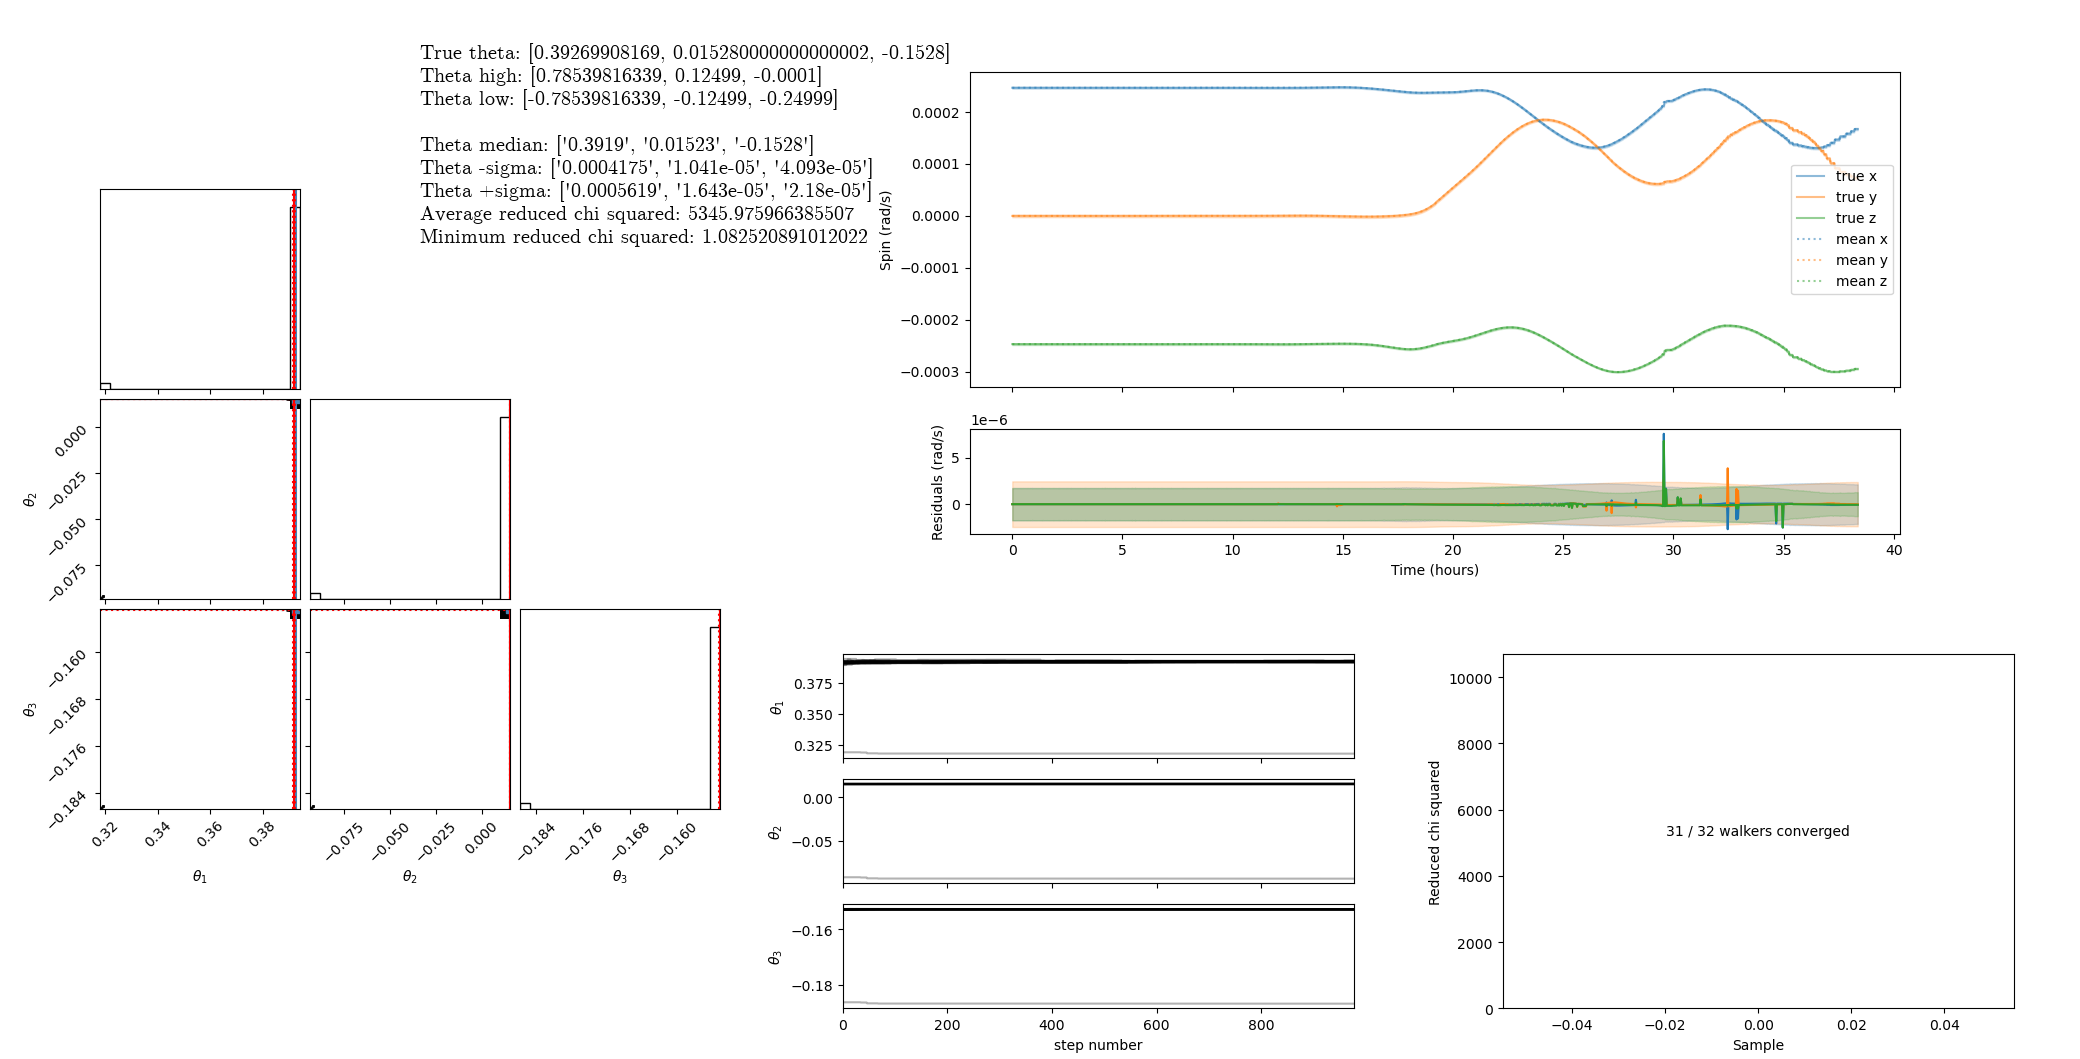 True theta: [0.39269908169, 0.015280000000000002, -0.1528]
Theta high: [0.78539816339, 0.12499, -0.0001]
Theta low: [-0.78539816339, -0.12499, -0.24999]
Theta median: ['0.3919', '0.01523', '-0.1528']
Theta -sigma: ['0.0004175', '1.041e-05', '4.093e-05']
Theta +sigma: ['0.0005619', '1.643e-05', '2.18e-05']
Average reduced chi squared: 5345.975966385507
Minimum reduced chi squared: 1.082520891012022
0.0002
0.0001
0.0000
−0.0001
−0.0002
−0.0003
Spin (rad/s)
true x
true y
true z
mean x
mean y
mean z
1e−6
5
0
Residuals (rad/s)
0 5 10 15 20 25 30 35 40
Time (hours)
0.000
−0.025
−0.050
−0.075
θ2
−0.160
−0.168
−0.176
−0.184
θ3
0.32 0.34 0.36 0.38
θ1
−0.075 −0.050 −0.025 0.000
θ2
−0.184 −0.176 −0.168 −0.160
θ3
0.375
0.350
0.325
θ1
0.00
−0.05
θ2
−0.16
−0.18
θ3
0 200 400 600 800
step number
10000
8000
6000
4000
2000
0
Reduced chi squared
31 / 32 walkers converged
−0.04 −0.02 0.00 0.02 0.04
Sample